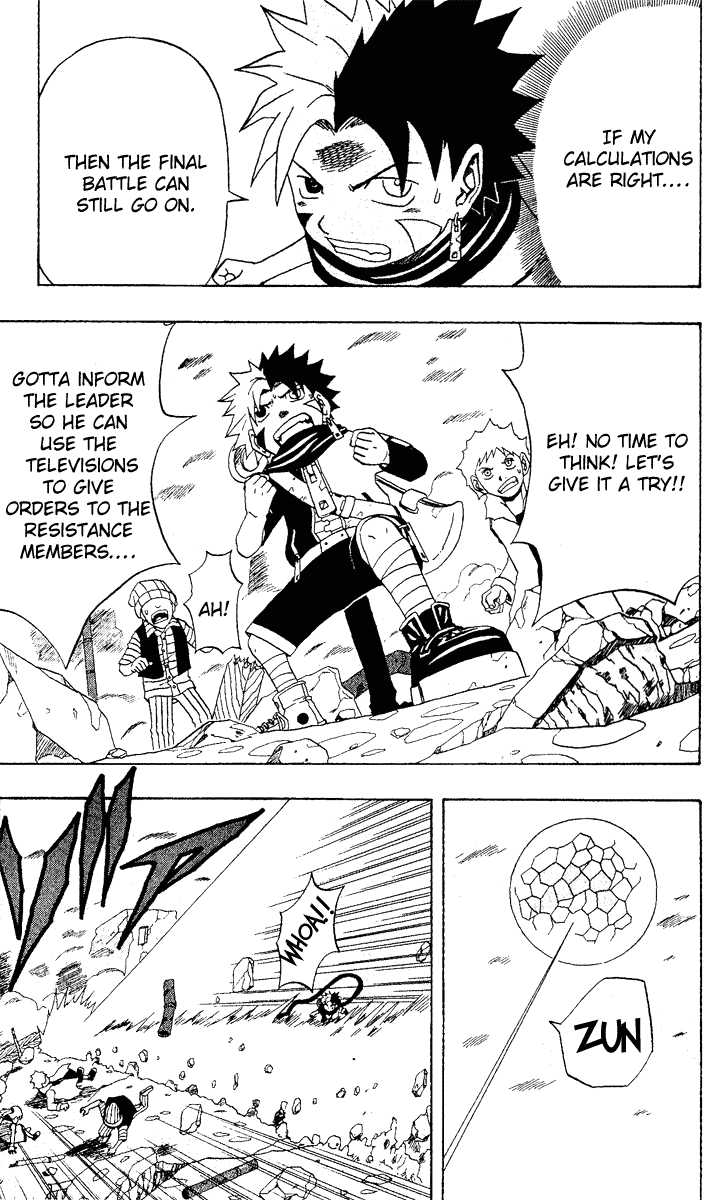 IF MY
CALCULATIONS
ARE RIGHT....
THEN THE FINAL
BATTLE CAN
STILL GO ON.
EH! NO TIME TO
THINK! LET'S
GIVE IT A TRY!!
AH!
GOTTA INFORM
THE LEADER
SO HE CAN
USE THE
TELEVISIONS
TO GIVE
ORDERS TO THE
RESISTANCE
MEMBERS....
ZUN
WHOA!!